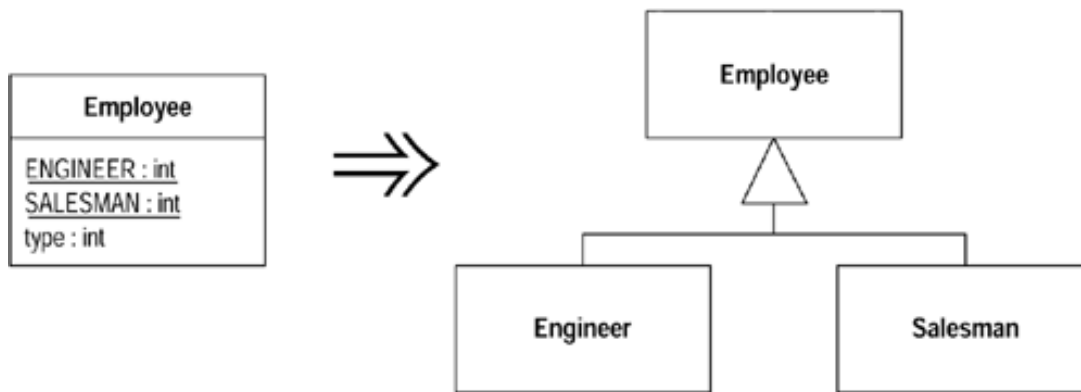 Employee
ENGINEER : int
SALESMAN : int
type : int
Employee
Engineer
Salesman